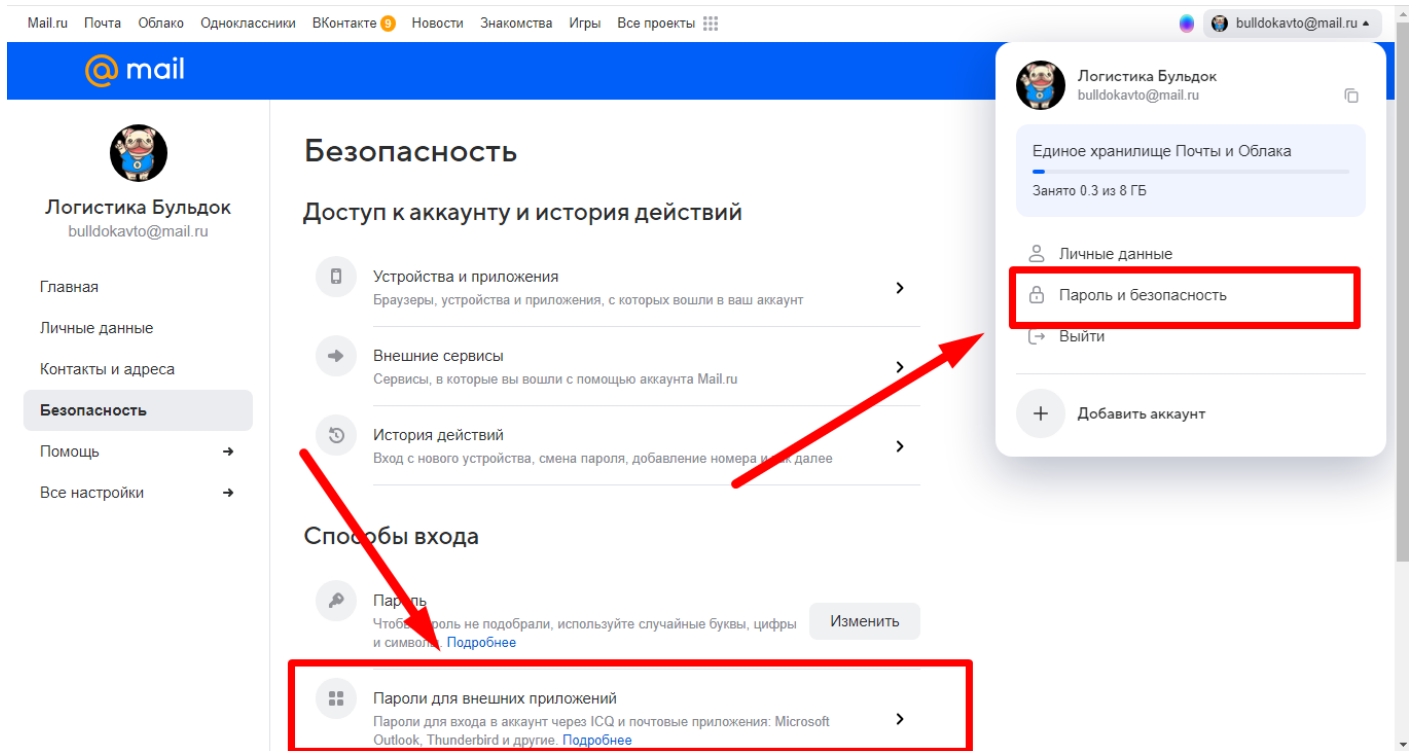 Mail.ru Почта Облако Одноклассники ВКонтакте 9 Новости Знакомства Игры Все проекты
bulldokavto@mail.ru
@mail
Логистика Бульдок
bulldokavto@mail.ru
Единое хранилище Почты и Облака
Занято 0.3 из 8 ГБ
Личные данные
Пароль и безопасность
Выйти
Добавить аккаунт
Логистика Бульдок
bulldokavto@mail.ru
Главная
Личные данные
Контакты и адреса
Безопасность
Помощь
Все настройки
Безопасность
Доступ к аккаунту и история действий
Устройства и приложения
Браузеры, устройства и приложения, с которых вошли в ваш аккаунт
Внешние сервисы
Сервисы, в которые вы вошли с помощью аккаунта Mail.ru
История действий
Вход с нового устройства, смена пароля, добавление номера и так далее
Способы входа
Пароль
Чтобы пароль не подобрали, используйте случайные буквы, цифры
и символы. Подробнее
Изменить
Пароли для внешних приложений
Пароли для входа в аккаунт через ICQ и почтовые приложения: Microsoft
Outlook, Thunderbird и другие. Подробнее